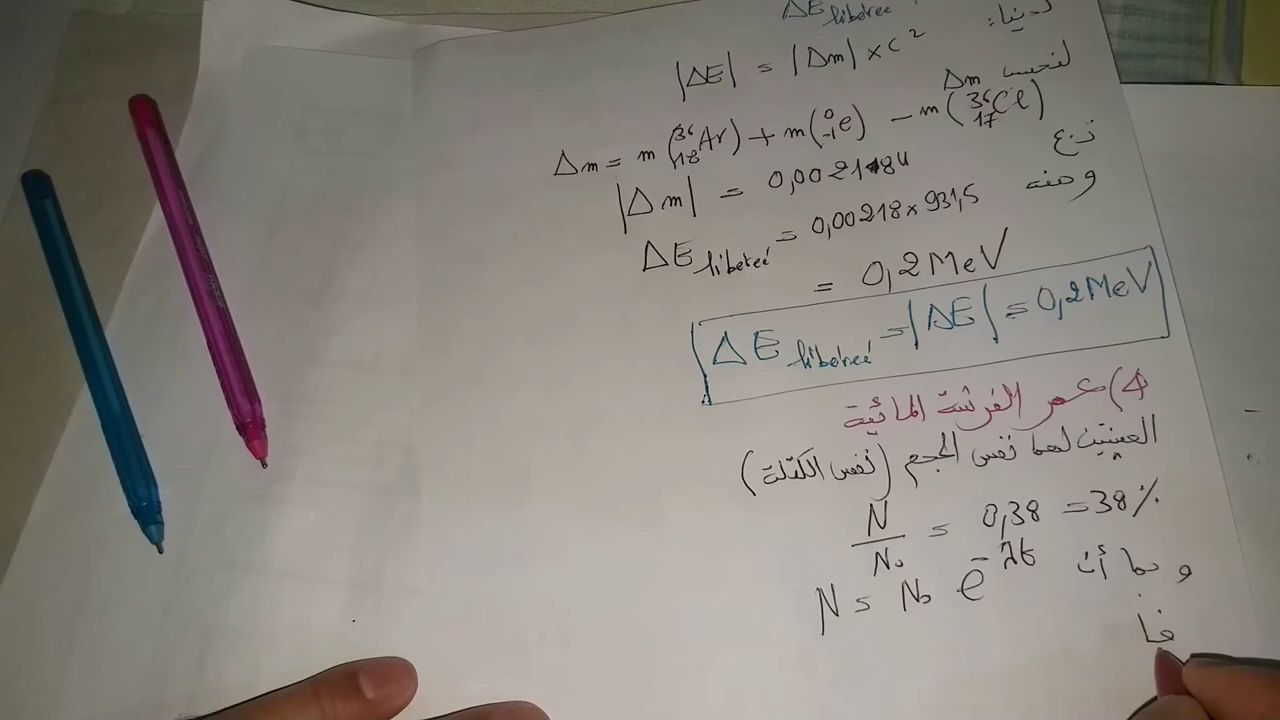 ΔE libérée
لدينا:
|ΔE| = |Δm| × c²
لنحسب Δm
Δm = m(³⁶₁₈Ar) + m(⁰₋₁e) − m(³⁶₁₇Cl)
ت ع
|Δm| = 0,00218u
ومنه ΔE libérée = 0,00218 × 931,5
= 0,2 MeV
ΔE libérée = |ΔE| = 0,2 MeV
4) عمر الفرشة المائية
العينتين لهما نفس الحجم (نفس الكتلة)
N/N₀ = 0,38 = 38%
وبما أن N = N₀ e^−λt
فا